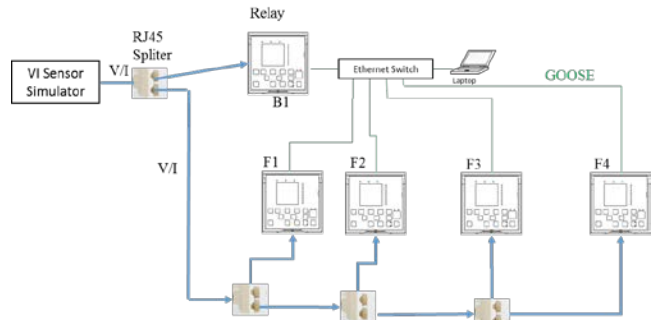 Relay
RJ45
Spliter
V/I
VI Sensor
Simulator
Ethernet Switch
Laptop
GOOSE
B1
V/I
F1
F2
F3
F4